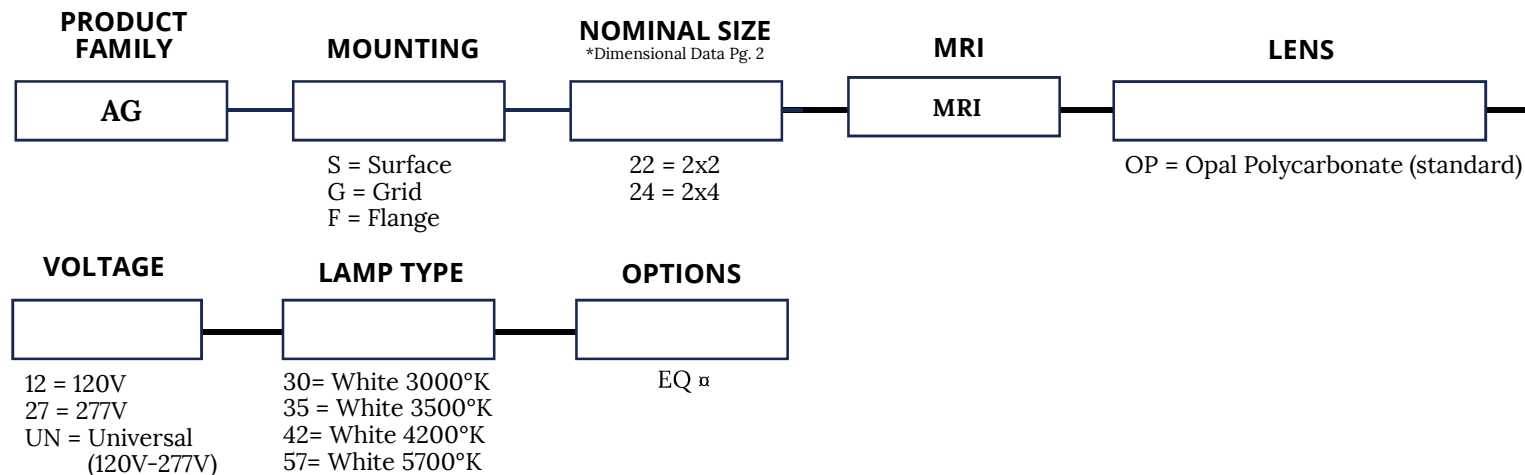 PRODUCT
FAMILY
MOUNTING
NOMINAL SIZE
*Dimensional Data Pg. 2
MRI
LENS
AG
MRI
S = Surface
G = Grid
F = Flange
22 = 2x2
24 = 2x4
OP = Opal Polycarbonate (standard)
VOLTAGE
LAMP TYPE
OPTIONS
12 = 120V
27 = 277V
UN = Universal
(120V-277V)
30= White 3000°K
35 = White 3500°K
42= White 4200°K
57= White 5700°K
EQ ¤